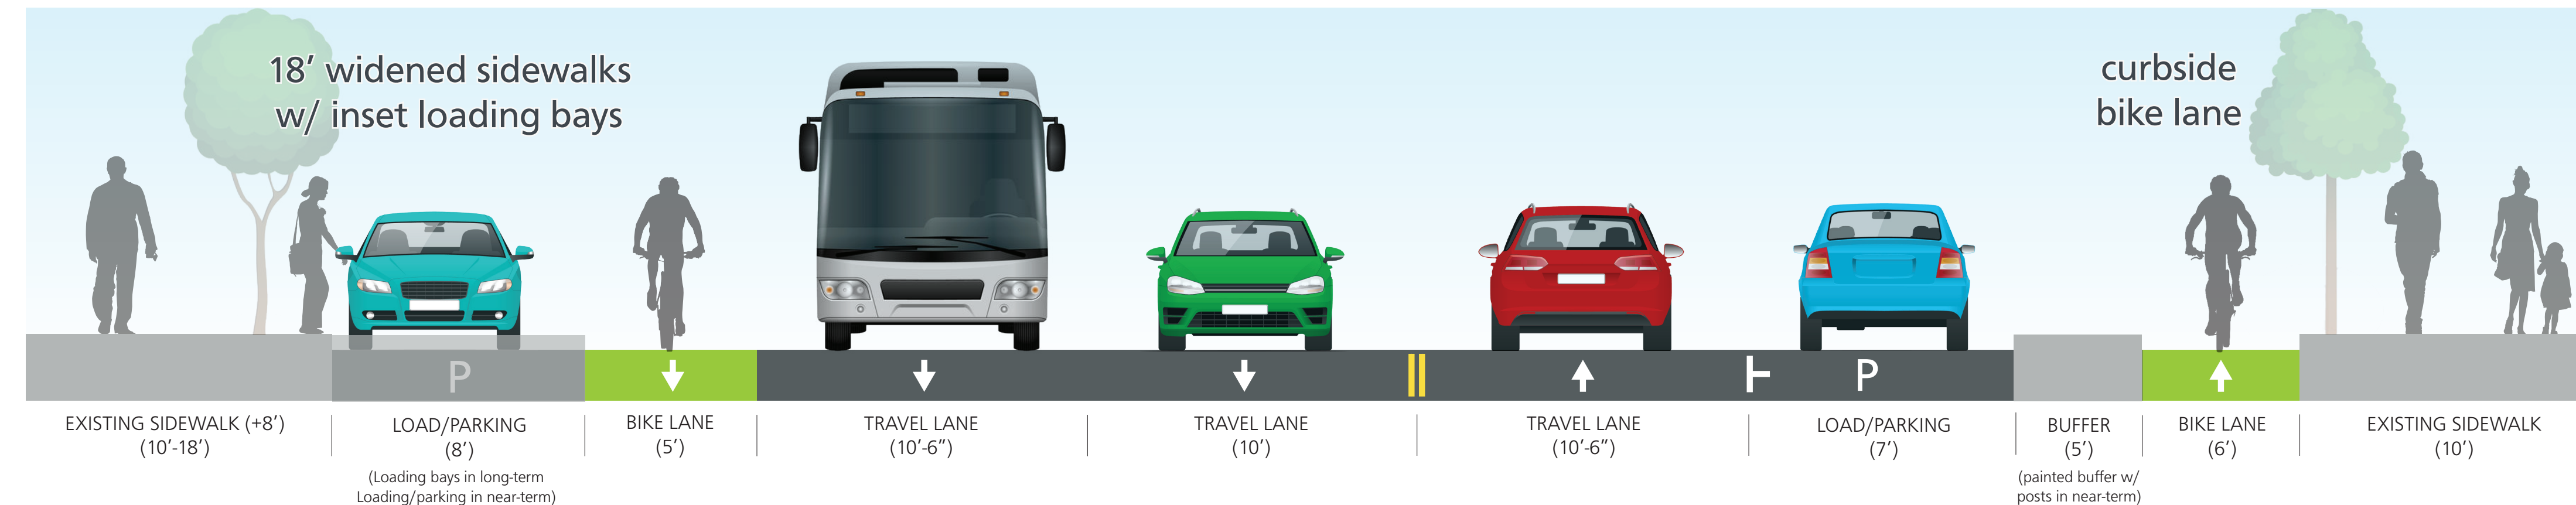 18’ widened sidewalks
w/ inset loading bays
curbside
bike lane
P
P
EXISTING SIDEWALK (+8’)
(10’-18’)
LOAD/PARKING
(8’)
(Loading bays in long-term
Loading/parking in near-term)
BIKE LANE
(5’)
TRAVEL LANE
(10’-6”)
TRAVEL LANE
(10’)
TRAVEL LANE
(10’-6”)
LOAD/PARKING
(7’)
BUFFER
(5’)
(painted buffer w/
posts in near-term)
BIKE LANE
(6’)
EXISTING SIDEWALK
(10’)